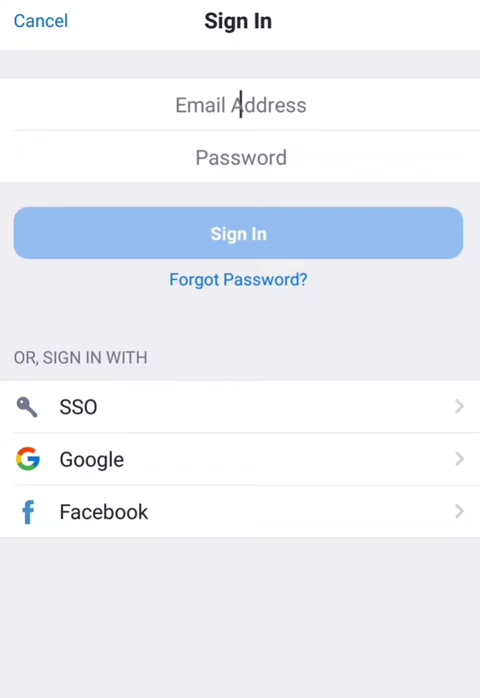 Cancel
Sign In
Email Address
Password
Sign In
Forgot Password?
OR, SIGN IN WITH
SSO
Google
Facebook